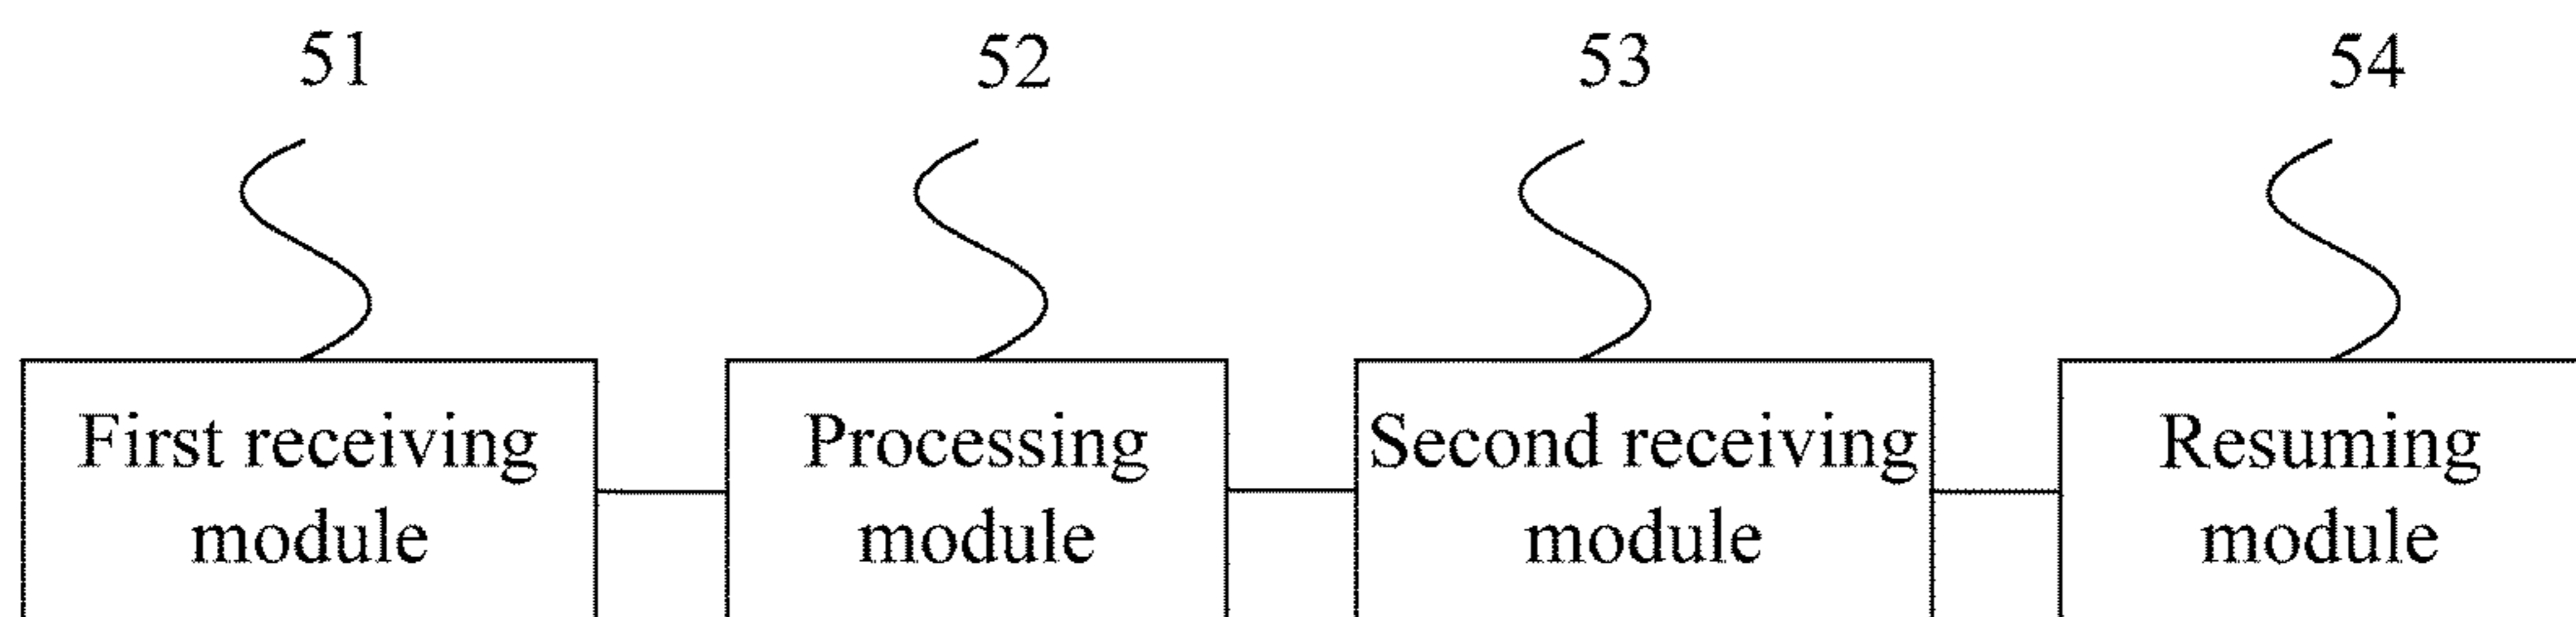 51
52
53
54
First receiving
module
Processing
module
Second receiving
module
Resuming
module